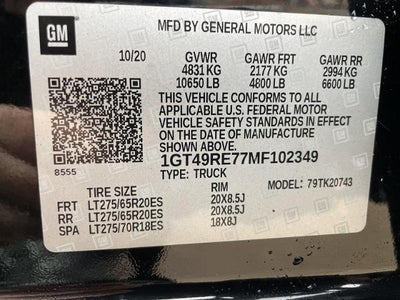 GM
MFD BY GENERAL MOTORS LLC
10/20 GVWR GAWR FRT GAWR RR
4831 KG 2177 KG 2994 KG
10650 LB 4800 LB 6600 LB
THIS VEHICLE CONFORMS TO ALL
APPLICABLE U.S. FEDERAL MOTOR
VEHICLE SAFETY STANDARDS IN
EFFECT ON THE DATE OF MANUFACTURE
SHOWN ABOVE.
1GT49RE77MF102349
8555 TYPE: TRUCK MODEL: 79TK20743
TIRE SIZE RIM
FRT LT275/65R20ES 20X8.5J
RR LT275/65R20ES 20X8.5J
SPA LT275/70R18ES 18X8J